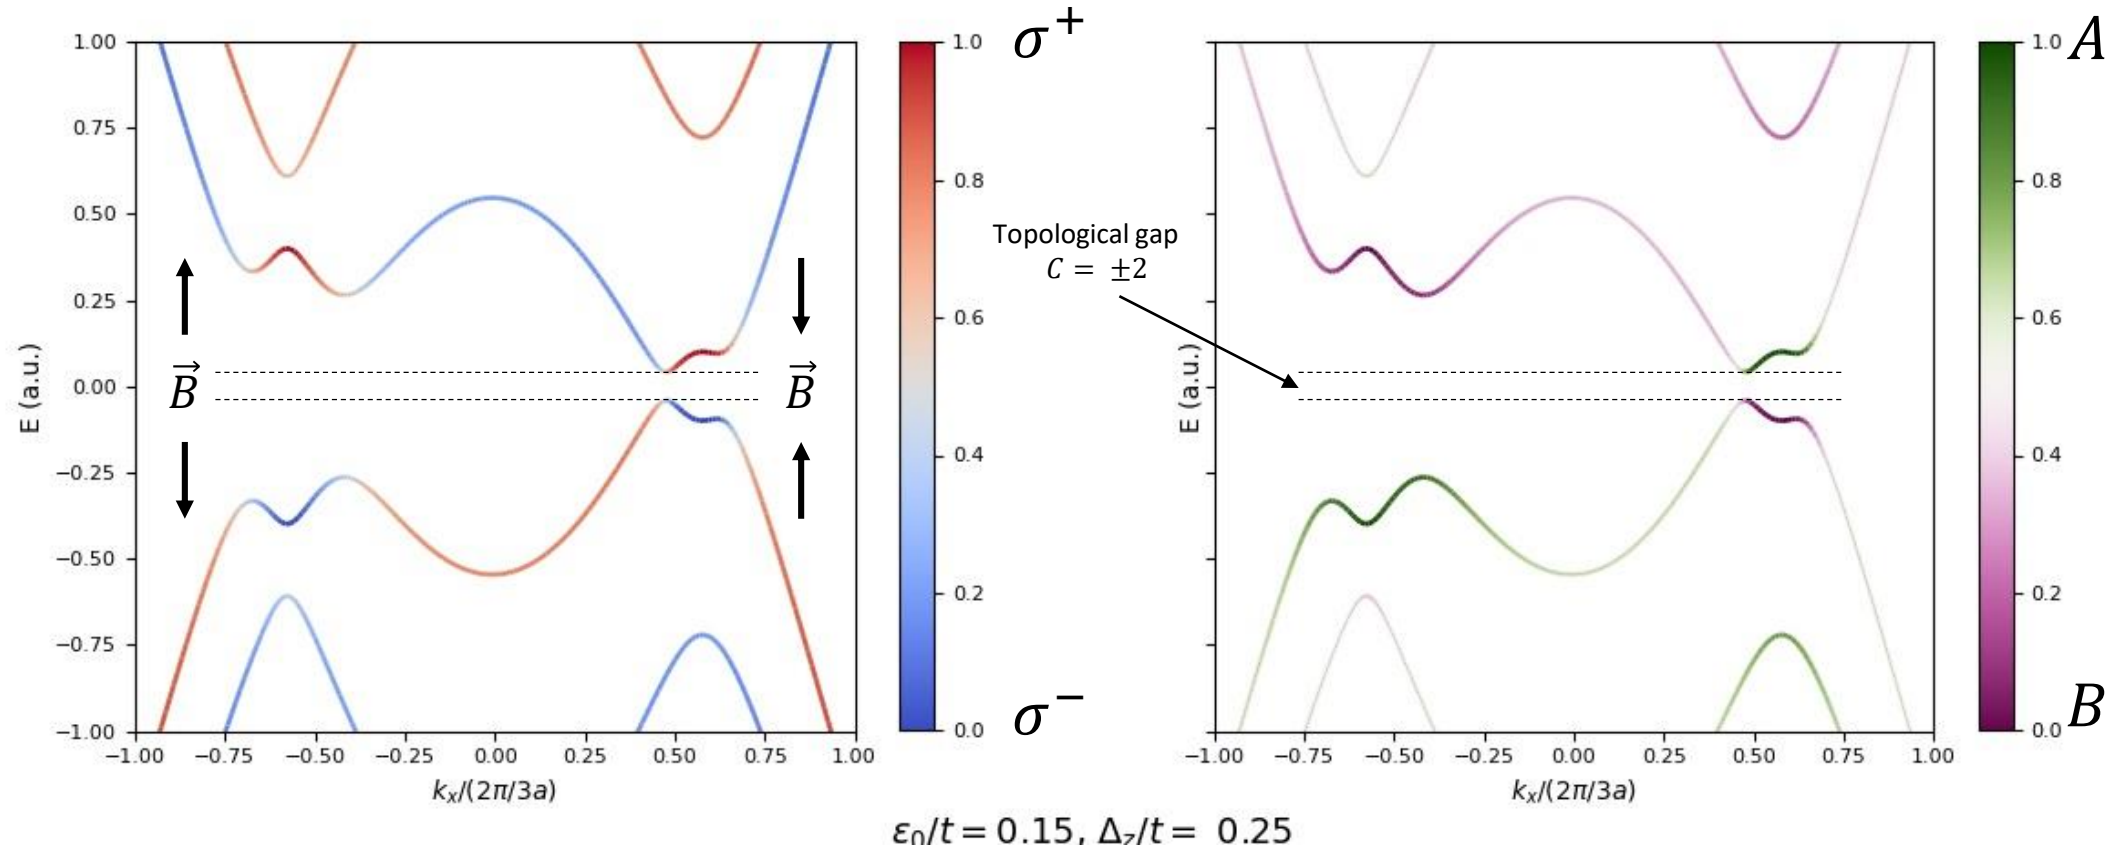 1.00
0.75
0.50
0.25
0.00
−0.25
−0.50
−0.75
−1.00
E (a.u.)
−1.00 −0.75 −0.50 −0.25 0.00 0.25 0.50 0.75 1.00
kₓ/(2π/3a)
B⃗
B⃗
1.0
0.8
0.6
0.4
0.2
0.0
σ⁺
σ⁻
Topological gap
C = ±2
E (a.u.)
−1.00 −0.75 −0.50 −0.25 0.00 0.25 0.50 0.75 1.00
kₓ/(2π/3a)
1.0
0.8
0.6
0.4
0.2
0.0
A
B
ε₀/t = 0.15, Δ_z/t = 0.25